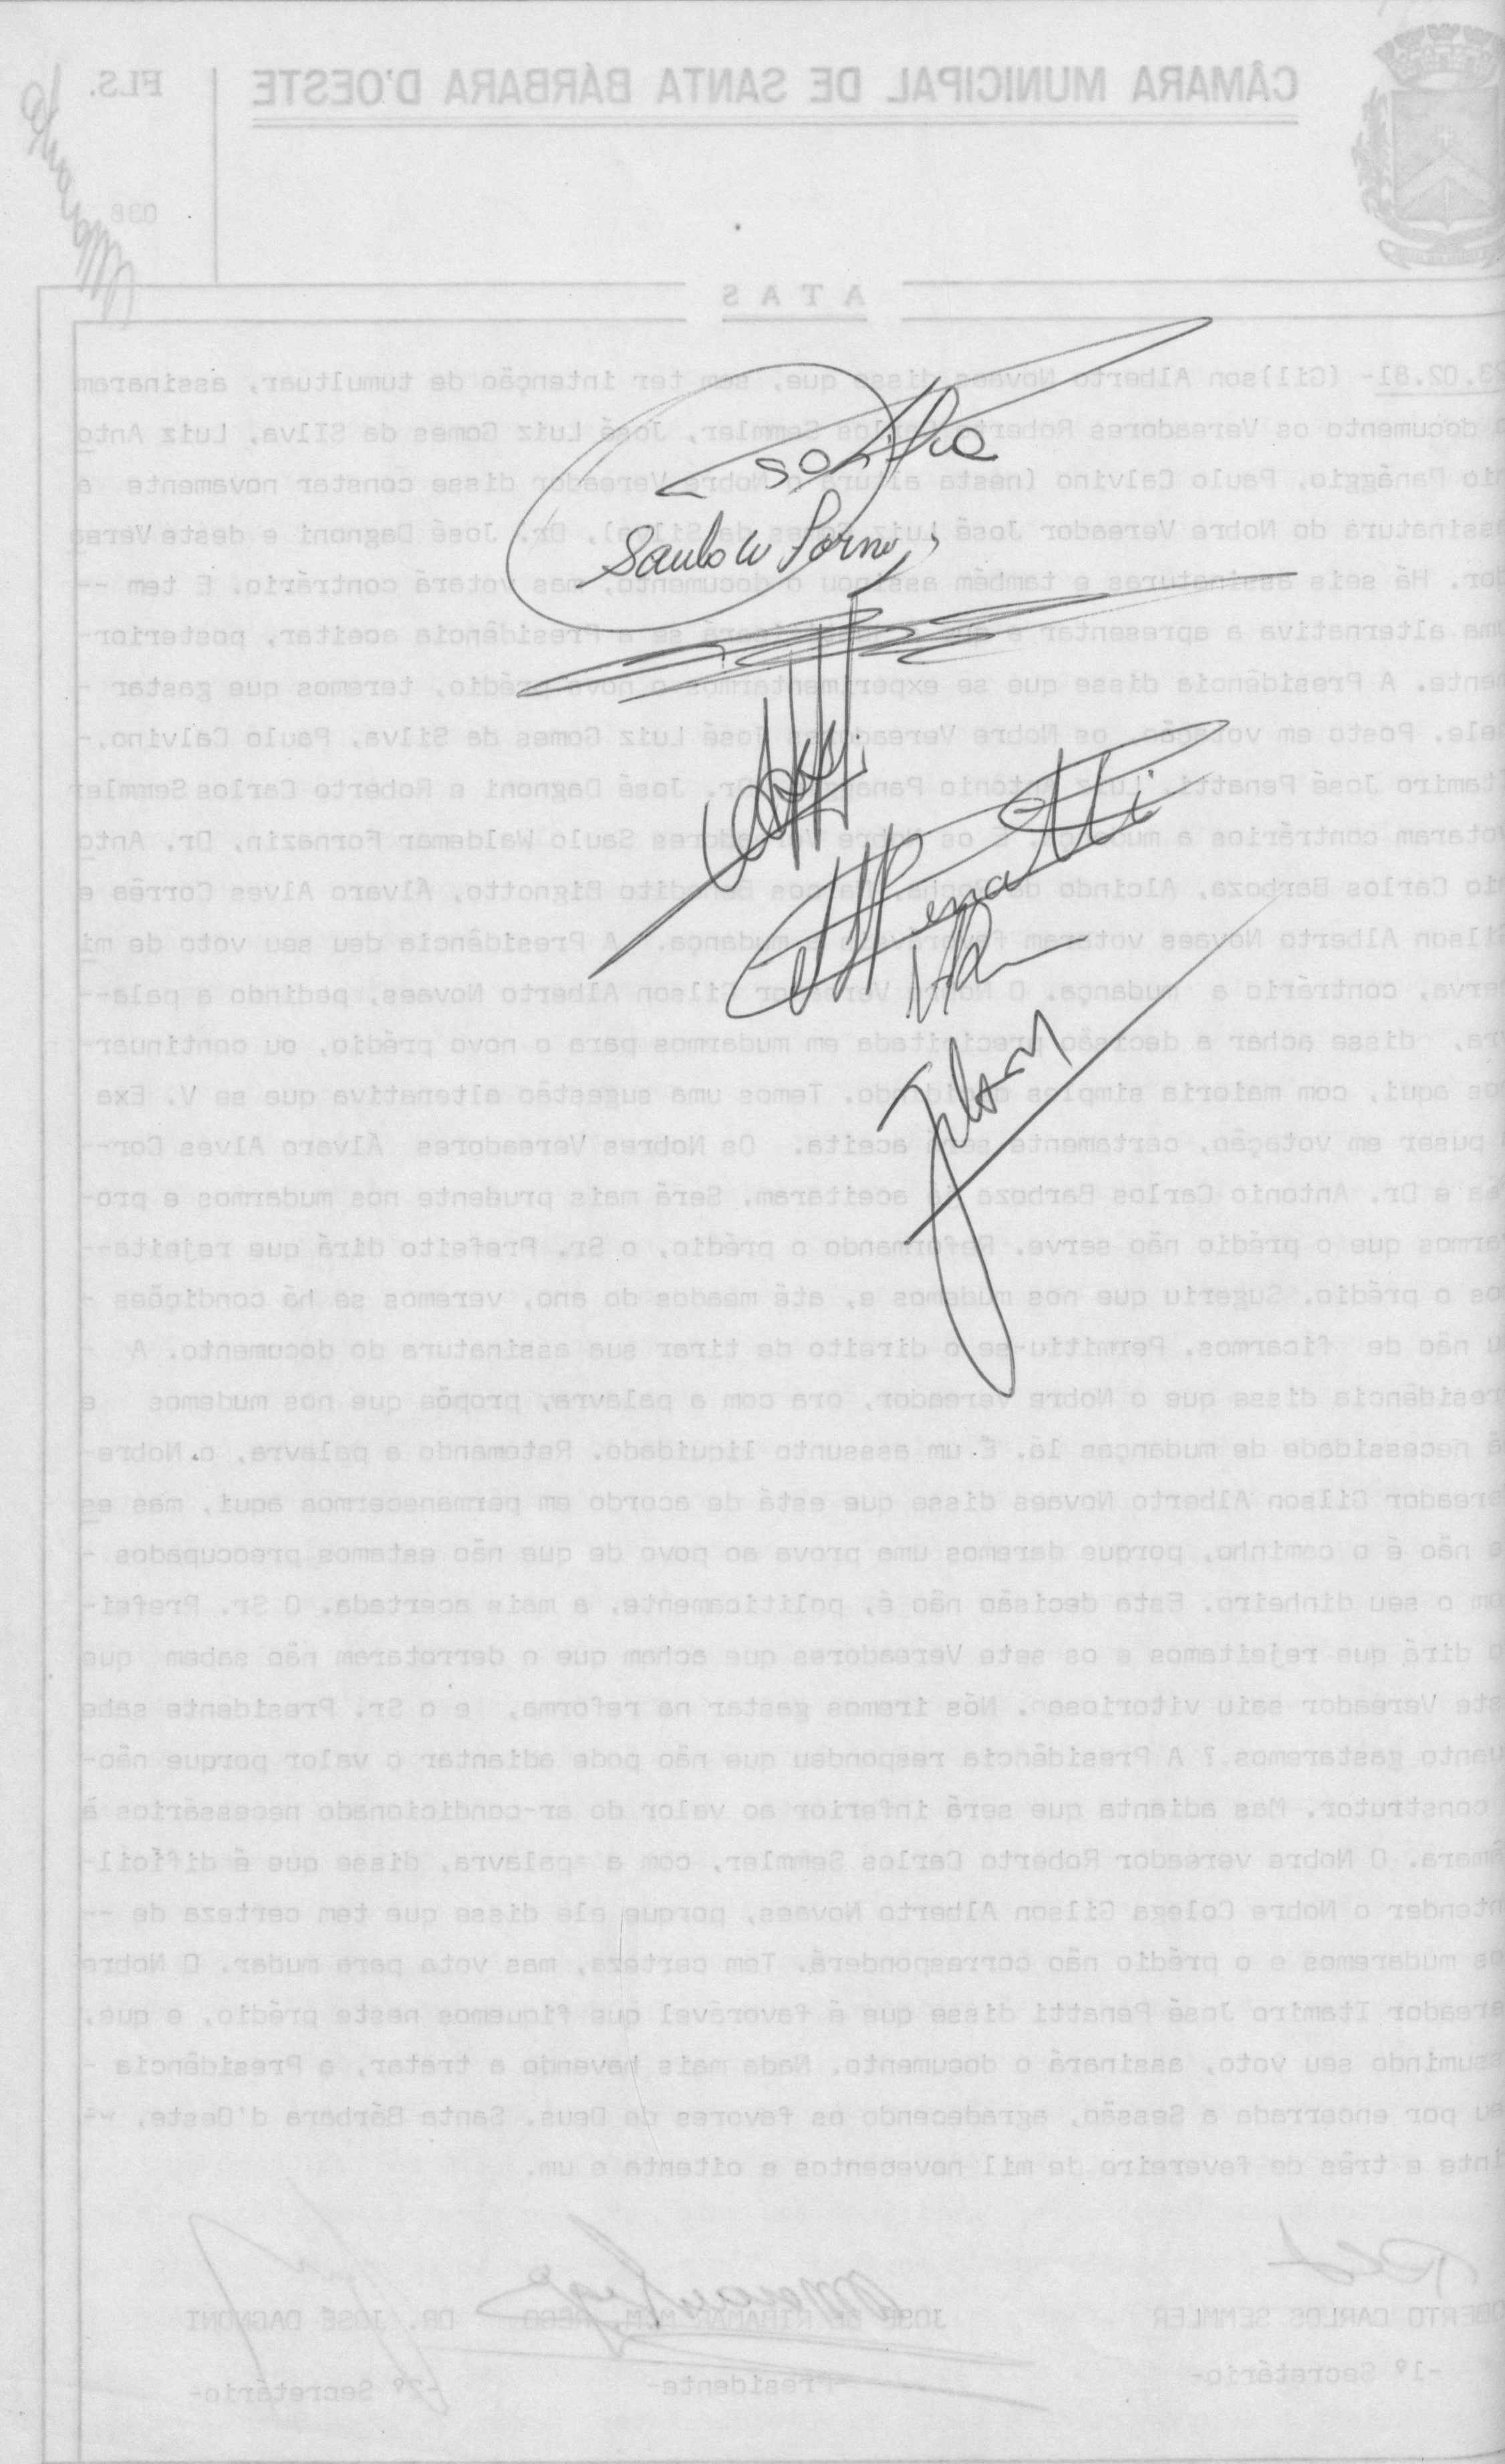 CÂMARA MUNICIPAL DE SANTA BÁRBARA D'OESTE
FLS.
038
ATAS
23.02.81- (Gillson Alberto Novaes disse que, sem ter intenção de tumultuar, assinaram
documento os Vereadores Roberto Carlos Semmler, José Luiz Gomes da Silva, Luiz Anto
nio Panággio, Paulo Calvino (nesta altura o Nobre Vereador disse constar novamente a
assinatura do Nobre Vereador José Luiz Gomes da Silva), Dr. José Dagnoni e deste Verea
dor. Há seis assinaturas e também assinou o documento, mas votará contrário. E tem --
uma alternativa a apresentar se a Presidência aceitar, posterior-
mente. A Presidência disse que se experimentarmos o novo prédio, teremos que gastar -
nele. Posto em votação, os Nobre Vereadores José Luiz Gomes da Silva, Paulo Calvino,-
Itamiro José Penatti, Luiz Antonio Dr. José Dagnoni e Roberto Carlos Semmler
votaram contrários a os Nobre Vereadores Saulo Waldemar Fornazin, Dr. Anto
nio Carlos Barboza, Alcindo Benedito Bignotto, Álvaro Alves Corrêa e
Gilson Alberto Novaes votaram mudança. A Presidência deu seu voto de mi
nerva, contrário a mudança. O Nobre Vereador Gilson Alberto Novaes, pedindo a pala--
vra, disse achar a decisão precipitada em mudarmos para o novo prédio, ou continuar-
mos aqui, com maioria simples Temos uma sugestão alternativa que se V. Exa
puser em votação, certamente será aceita. Os Nobres Vereadores Álvaro Alves Cor--
rêa e Dr. Antonio Carlos Barboza aceitaram. Será mais prudente nos mudarmos e pro-
varmos que o prédio não serve. Reformando o prédio, o Sr. Prefeito dirá que rejeita--
mos o prédio. Sugeriu que nos mudemos e, até meados do ano, veremos se há condições -
ou não de ficarmos. Permitiu-se o direito de tirar sua assinatura do documento. A -
Presidência disse que o Nobre Vereador, ora com a palavra, propõe que nos mudemos e
há necessidade de mudanças lá. É um assunto liquidado. Retomando a palavra, o Nobre-
Vereador Gilson Alberto Novaes disse que está de acordo em permanecermos aqui, mas es
se não é o caminho, porque daremos uma prova ao povo de que não estamos preocupados -
com o seu dinheiro. Esta decisão não é, politicamente, a mais acertada. O Sr. Prefei-
to dirá que rejeitamos e os sete Vereadores que acham que o derrotaram não sabem que
este Vereador saiu vitorioso. Nós iremos gastar na reforma, e o Sr. Presidente sabe
quanto gastaremos.? A Presidência respondeu que não pode adiantar o valor porque não-
construtor. Mas adianta que será inferior ao valor do ar-condicionado necessários à
Câmara. O Nobre vereador Roberto Carlos Semmler, com a palavra, disse que é difícil-
entender o Nobre Colega Gilson Alberto Novaes, porque ele disse que tem certeza de --
nos mudaremos e o prédio não corresponderá. Tem certeza, mas vota para mudar. O Nobre
Vereador Itamiro José Penatti disse que é favorável que fiquemos neste prédio, e que,
assumindo seu voto, assinará o documento. Nada mais havendo a tratar, a Presidência -
deu por encerrada a Sessão, agradecendo os favores de Deus. Santa Bárbara d'Oeste, vi
inte e três de fevereiro de mil novecentos e oitenta e um.
Saulo W Forna
Penatti
ROBERTO CARLOS SEMMLER
JOSÉ DE RIBAMAR REGO
DR. JOSÉ DAGNONI
-1º Secretário-
-Presidente-
-2º Secretário-